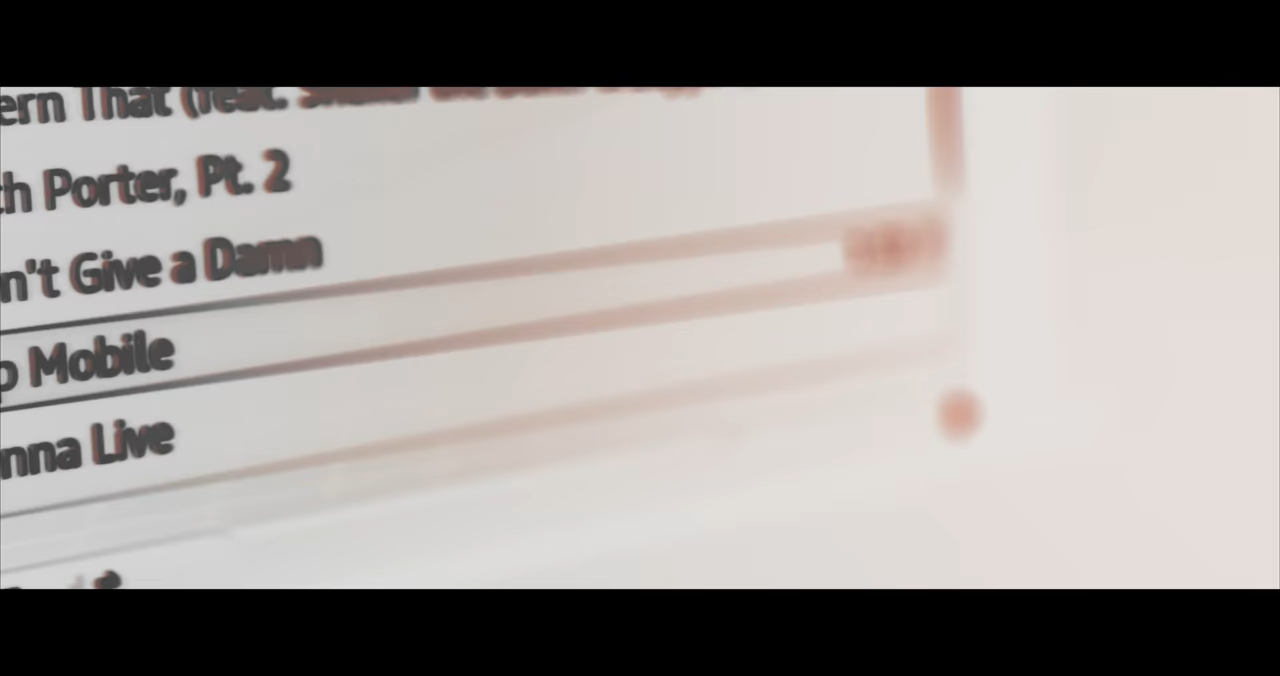 ern That (feat.
th Porter, Pt. 2
n't Give a Damn
p Mobile
nna Live